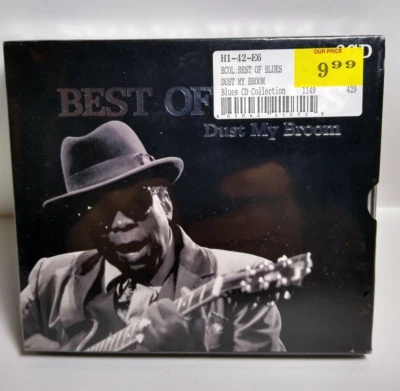 H1-42-E6
BCOL:BEST OF BLUES
DUST MY BROOM
Blues CD Collection 1149 429
OUR PRICE
9.99
CD
BEST OF
Dust My Broom